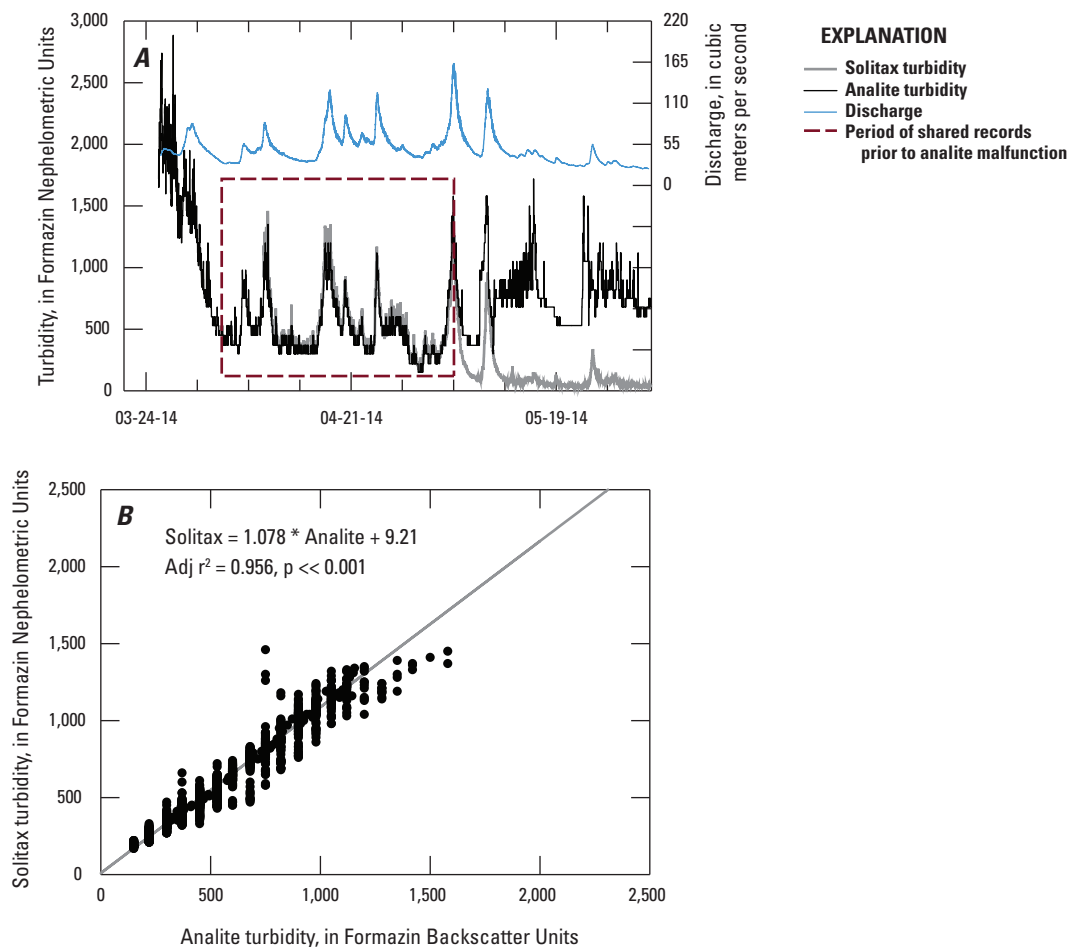 A
Turbidity, in Formazin Nephelometric Units
3,000
2,500
2,000
1,500
1,000
500
0
03-24-14
04-21-14
05-19-14
220
165
110
55
0
Discharge, in cubic
meters per second
EXPLANATION
Solitax turbidity
Analite turbidity
Discharge
Period of shared records
prior to analite malfunction
B
Solitax = 1.078 * Analite + 9.21
Adj r² = 0.956, p << 0.001
Solitax turbidity, in Formazin Nephelometric Units
2,500
2,000
1,500
1,000
500
0
0
500
1,000
1,500
2,000
2,500
Analite turbidity, in Formazin Backscatter Units